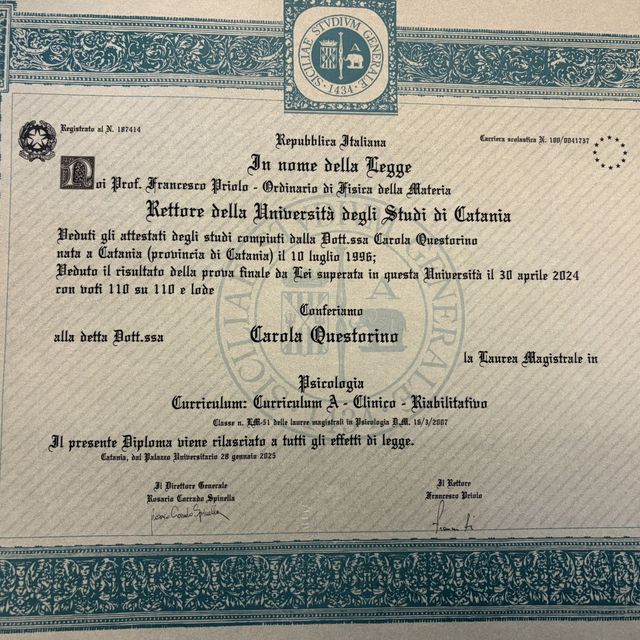 SICILIAE STVDIVM GENERALE
· 1434 ·
Registrato al N. 187414
Repubblica Italiana
Carriera scolastica N. 100/0041737
In nome della Legge
Noi Prof. Francesco Priolo - Ordinario di Fisica della Materia
Rettore della Università degli Studi di Catania
Veduti gli attestati degli studi compiuti dalla Dott.ssa Carola Questorino
nata a Catania (provincia di Catania) il 10 luglio 1996;
Veduto il risultato della prova finale da Lei superata in questa Università il 30 aprile 2024
con voti 110 su 110 e lode
Conferiamo
alla detta Dott.ssa Carola Questorino
la Laurea Magistrale in
Psicologia
Curriculum: Curriculum A - Clinico - Riabilitativo
Classe n. LM-51 delle lauree magistrali in Psicologia D.M. 16/3/2007
Il presente Diploma viene rilasciato a tutti gli effetti di legge.
Catania, dal Palazzo Universitario 28 gennaio 2025
Il Direttore Generale
Rosario Corrado Spinella
Il Rettore
Francesco Priolo